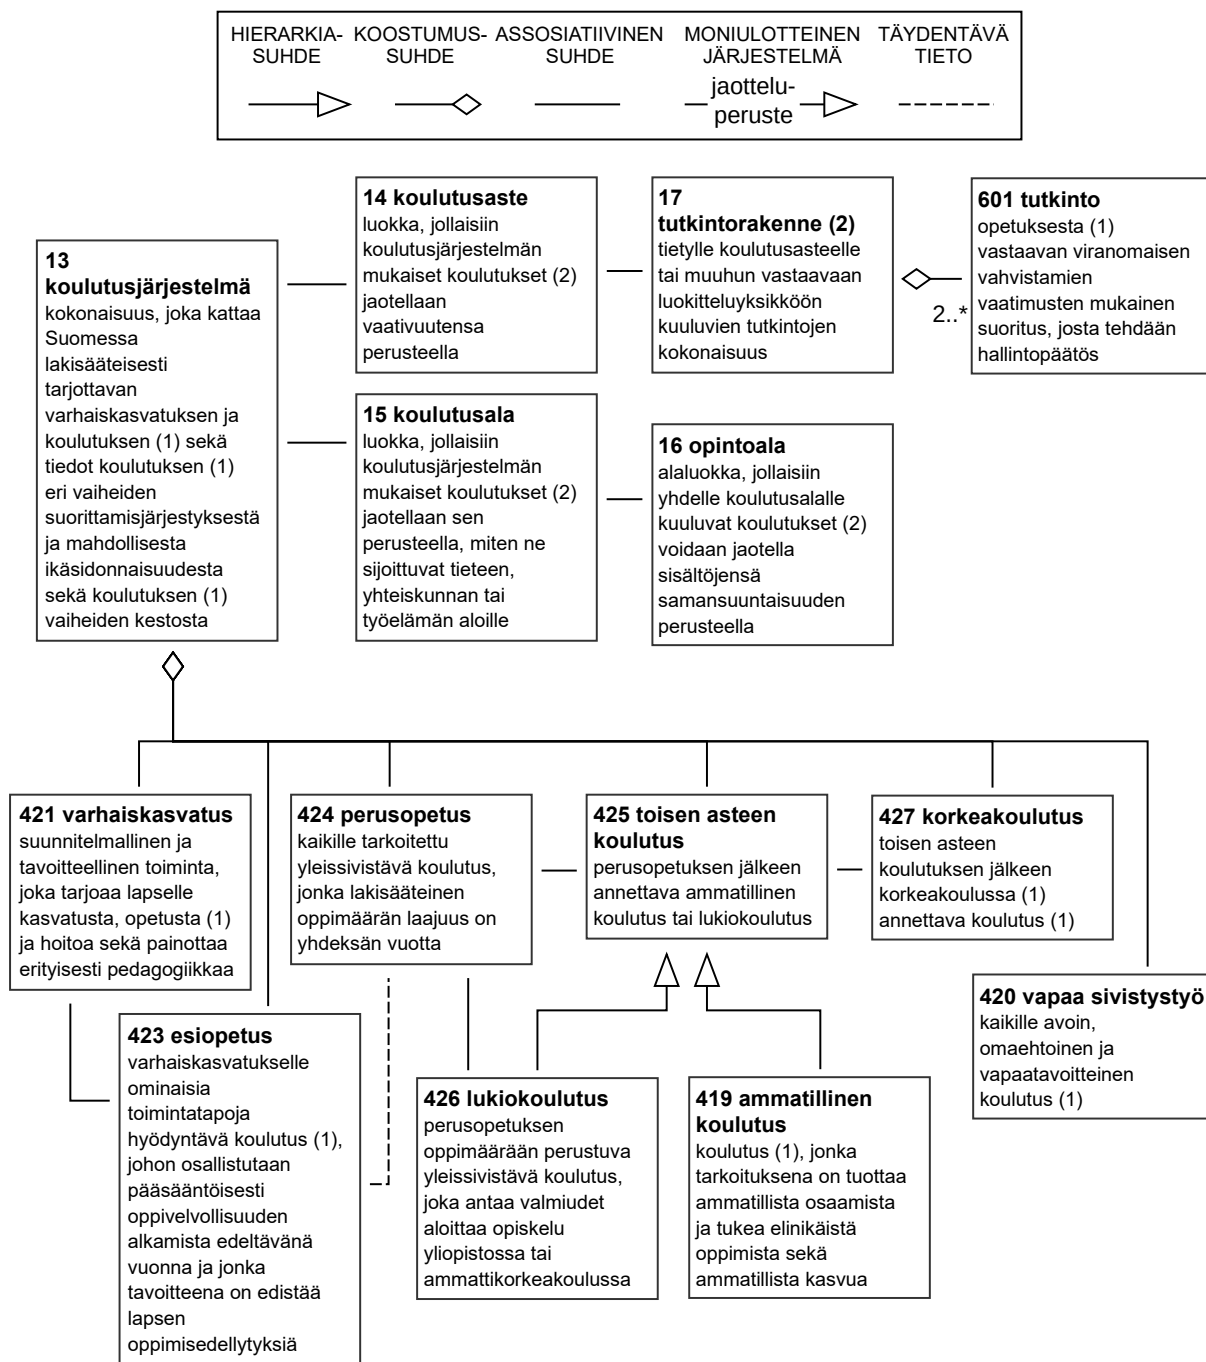 HIERARKIA-
SUHDE
KOOSTUMUS-
SUHDE
ASSOSIATIIVINEN
SUHDE
MONIULOTTEINEN
JÄRJESTELMÄ
TÄYDENTÄVÄ
TIETO
jaottelu-
peruste
13
koulutusjärjestelmä
kokonaisuus, joka kattaa
Suomessa
lakisääteisesti
tarjottavan
varhaiskasvatuksen ja
koulutuksen (1) sekä
tiedot koulutuksen (1)
eri vaiheiden
suorittamisjärjestyksestä
ja mahdollisesta
ikäsidonnaisuudesta
sekä koulutuksen (1)
vaiheiden kestosta
14 koulutusaste
luokka, jollaisiin
koulutusjärjestelmän
mukaiset koulutukset (2)
jaotellaan
vaativuutensa
perusteella
17
tutkintorakenne (2)
tietylle koulutusasteelle
tai muuhun vastaavaan
luokitteluyksikköön
kuuluvien tutkintojen
kokonaisuus
2..*
601 tutkinto
opetuksesta (1)
vastaavan viranomaisen
vahvistamien
vaatimusten mukainen
suoritus, josta tehdään
hallintopäätös
15 koulutusala
luokka, jollaisiin
koulutusjärjestelmän
mukaiset koulutukset (2)
jaotellaan sen
perusteella, miten ne
sijoittuvat tieteen,
yhteiskunnan tai
työelämän aloille
16 opintoala
alaluokka, jollaisiin
yhdelle koulutusalalle
kuuluvat koulutukset (2)
voidaan jaotella
sisältöjensä
samansuuntaisuuden
perusteella
421 varhaiskasvatus
suunnitelmallinen ja
tavoitteellinen toiminta,
joka tarjoaa lapselle
kasvatusta, opetusta (1)
ja hoitoa sekä painottaa
erityisesti pedagogiikkaa
424 perusopetus
kaikille tarkoitettu
yleissivistävä koulutus,
jonka lakisääteinen
oppimäärän laajuus on
yhdeksän vuotta
425 toisen asteen
koulutus
perusopetuksen jälkeen
annettava ammatillinen
koulutus tai lukiokoulutus
427 korkeakoulutus
toisen asteen
koulutuksen jälkeen
korkeakoulussa (1)
annettava koulutus (1)
420 vapaa sivistystyö
kaikille avoin,
omaehtoinen ja
vapaatavoitteinen
koulutus (1)
423 esiopetus
varhaiskasvatukselle
ominaisia
toimintatapoja
hyödyntävä koulutus (1),
johon osallistutaan
pääsääntöisesti
oppivelvollisuuden
alkamista edeltävänä
vuonna ja jonka
tavoitteena on edistää
lapsen
oppimisedellytyksiä
426 lukiokoulutus
perusopetuksen
oppimäärään perustuva
yleissivistävä koulutus,
joka antaa valmiudet
aloittaa opiskelu
yliopistossa tai
ammattikorkeakoulussa
419 ammatillinen
koulutus
koulutus (1), jonka
tarkoituksena on tuottaa
ammatillista osaamista
ja tukea elinikäistä
oppimista sekä
ammatillista kasvua